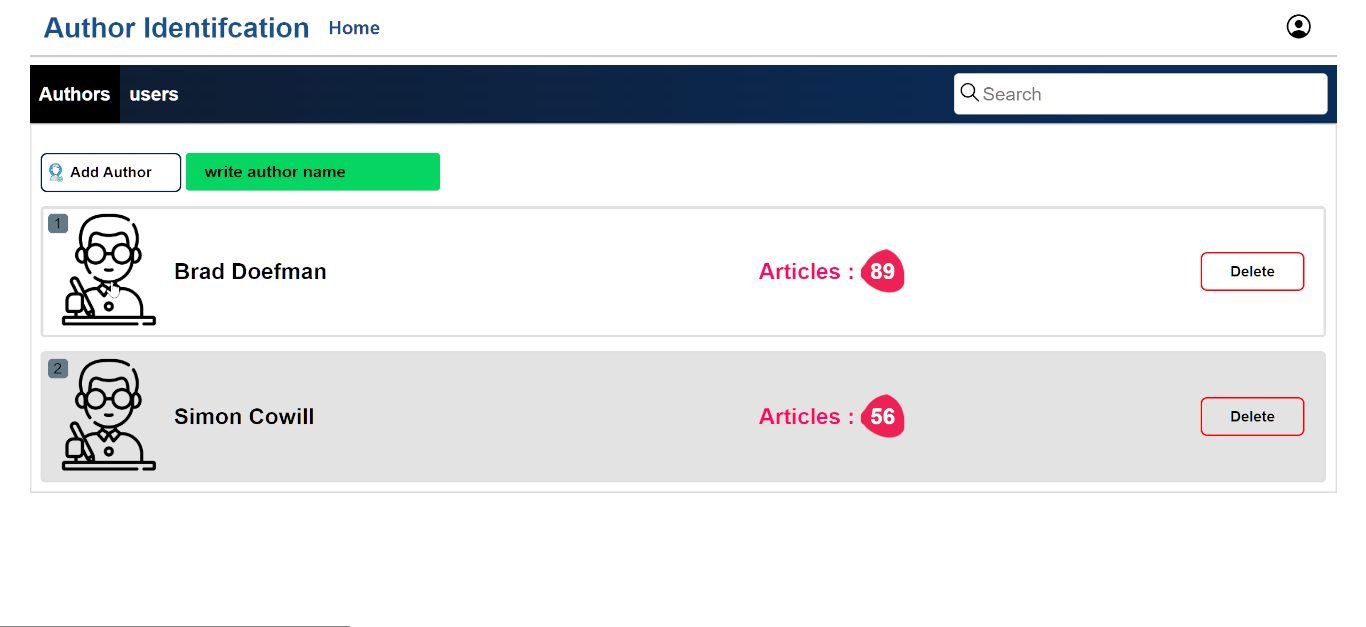 Author Identifcation Home
Authors users Search
Add Author write author name
1
Brad Doefman Articles : 89 Delete
2
Simon Cowill Articles : 56 Delete